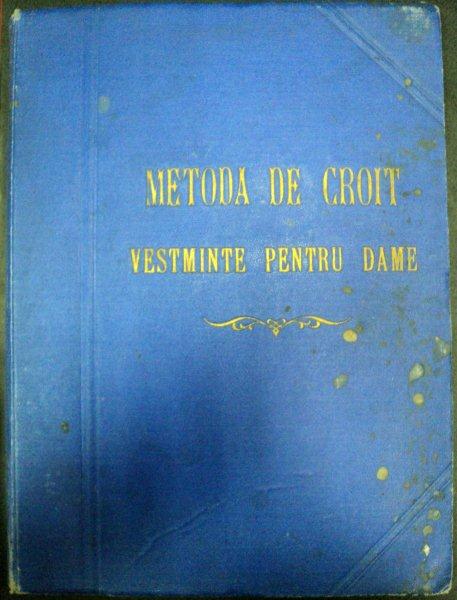 METODA DE CROIT
VESTMINTE PENTRU DAME